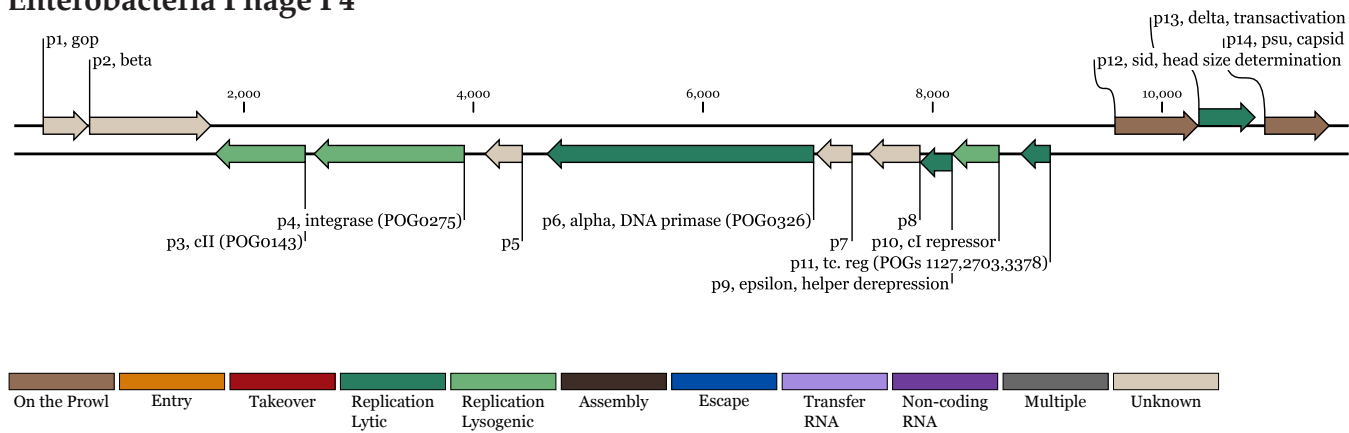 Enterobacteria Phage P4
p13, delta, transactivation
p1, gop
p14, psu, capsid
p2, beta
p12, sid, head size determination
2,000
4,000
6,000
8,000
10,000
p4, integrase (POG0275)
p6, alpha, DNA primase (POG0326)
p8
p3, cII (POG0143)
p5
p7
p10, cI repressor
p11, tc. reg (POGs 1127,2703,3378)
p9, epsilon, helper derepression
On the Prowl
Entry
Takeover
Replication
Lytic
Replication
Lysogenic
Assembly
Escape
Transfer
RNA
Non-coding
RNA
Multiple
Unknown